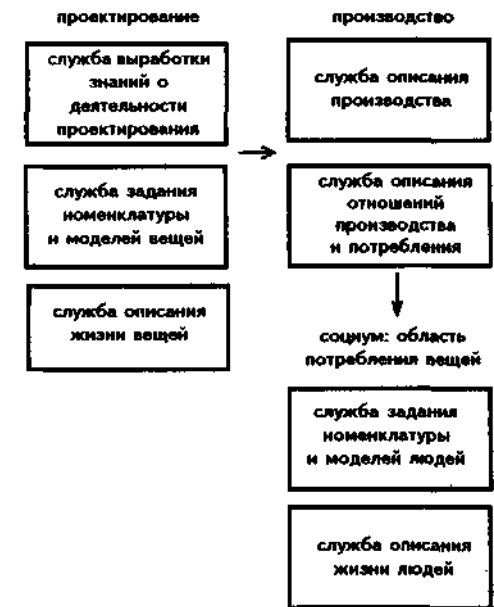 проектирование
служба выработки
знаний о
деятельности
проектирования
служба задания
номенклатуры
и моделей вещей
служба описания
жизни вещей
производство
служба описания
производства
служба описания
отношений
производства
и потребления
социум: область
потребления вещей
служба задания
номенклатуры
и моделей людей
служба описания
жизни людей